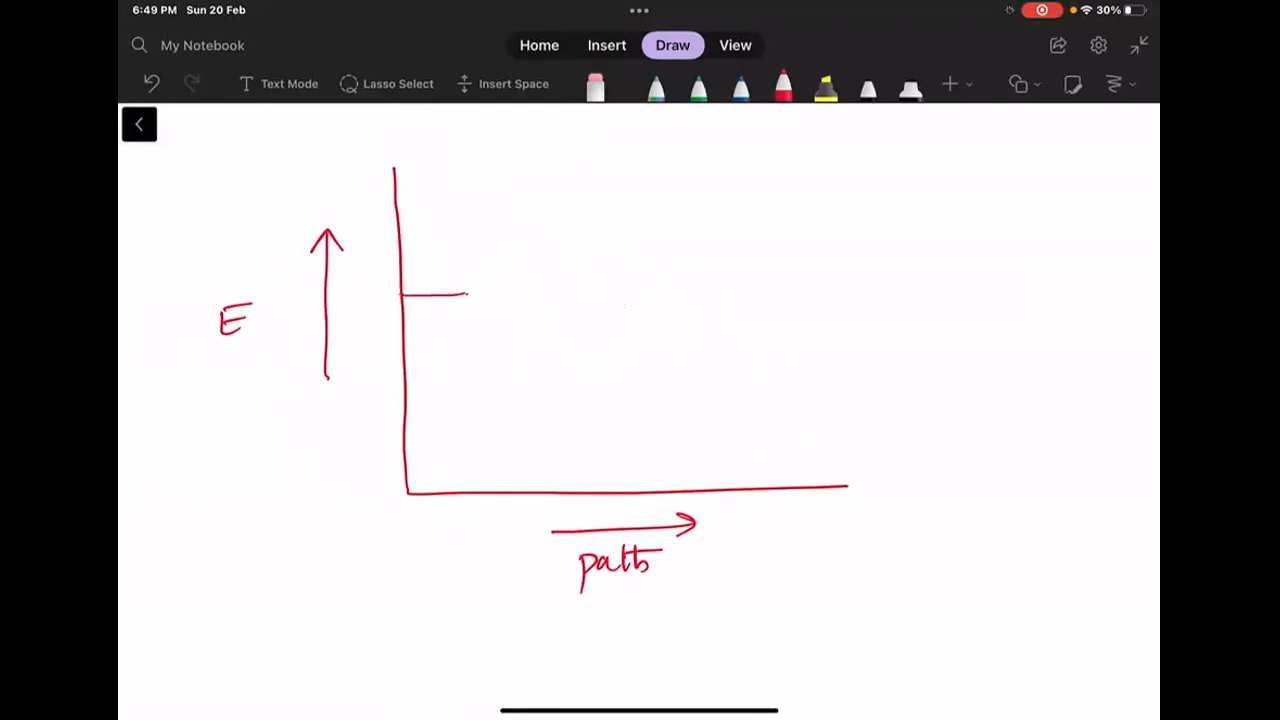 6:49 PM Sun 20 Feb
30%
My Notebook
Home Insert Draw View
Text Mode Lasso Select Insert Space
E
path